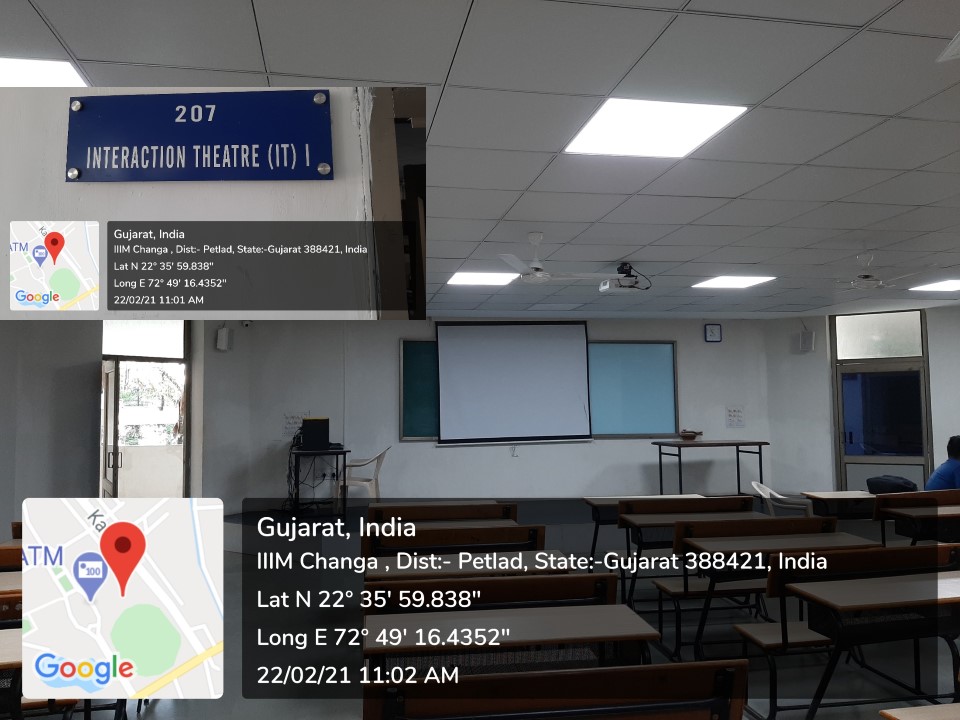 207
INTERACTION THEATRE (IT) I
ATM
Ka
100
Google
Gujarat, India
IIIM Changa , Dist:- Petlad, State:-Gujarat 388421, India
Lat N 22° 35' 59.838"
Long E 72° 49' 16.4352"
22/02/21 11:01 AM
Ka
ATM
100
Google
Gujarat, India
IIIM Changa , Dist:- Petlad, State:-Gujarat 388421, India
Lat N 22° 35' 59.838"
Long E 72° 49' 16.4352"
22/02/21 11:02 AM